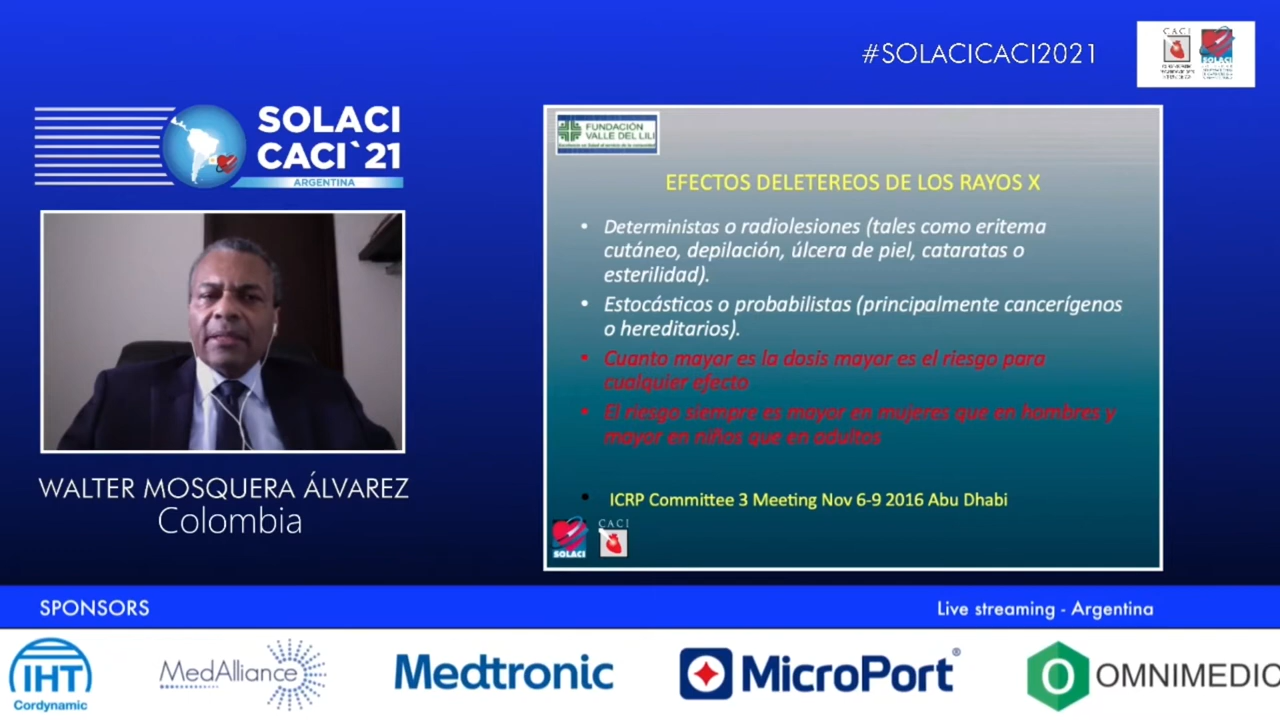 #SOLACICACI2021
CACI
SOLACI
SOLACI
CACI`21
ARGENTINA
FUNDACIÓN
VALLE DEL LILI
EFECTOS DELETEREOS DE LOS RAYOS X
• Deterministas o radiolesiones (tales como eritema
cutáneo, depilación, úlcera de piel, cataratas o
esterilidad).
• Estocásticos o probabilistas (principalmente cancerígenos
o hereditarios).
• Cuanto mayor es la dosis mayor es el riesgo para
cualquier efecto
• El riesgo siempre es mayor en mujeres que en hombres y
mayor en niños que en adultos
• ICRP Committee 3 Meeting Nov 6-9 2016 Abu Dhabi
SOLACI
CACI
WALTER MOSQUERA ÁLVAREZ
Colombia
SPONSORS
Live streaming - Argentina
IHT
Cordynamic
MedAlliance
Medtronic
MicroPort®
OMNIMEDIC